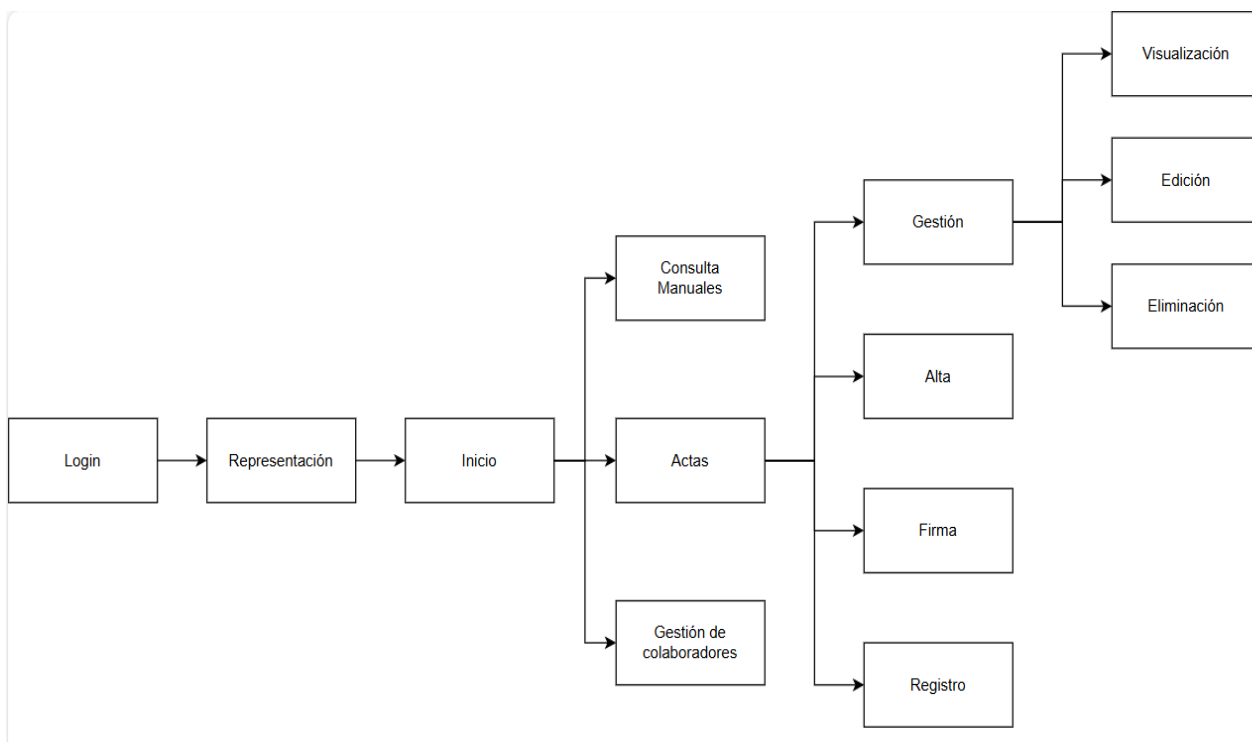 Visualización
Edición
Gestión
Consulta
Manuales
Eliminación
Alta
Login
Representación
Inicio
Actas
Firma
Gestión de
colaboradores
Registro